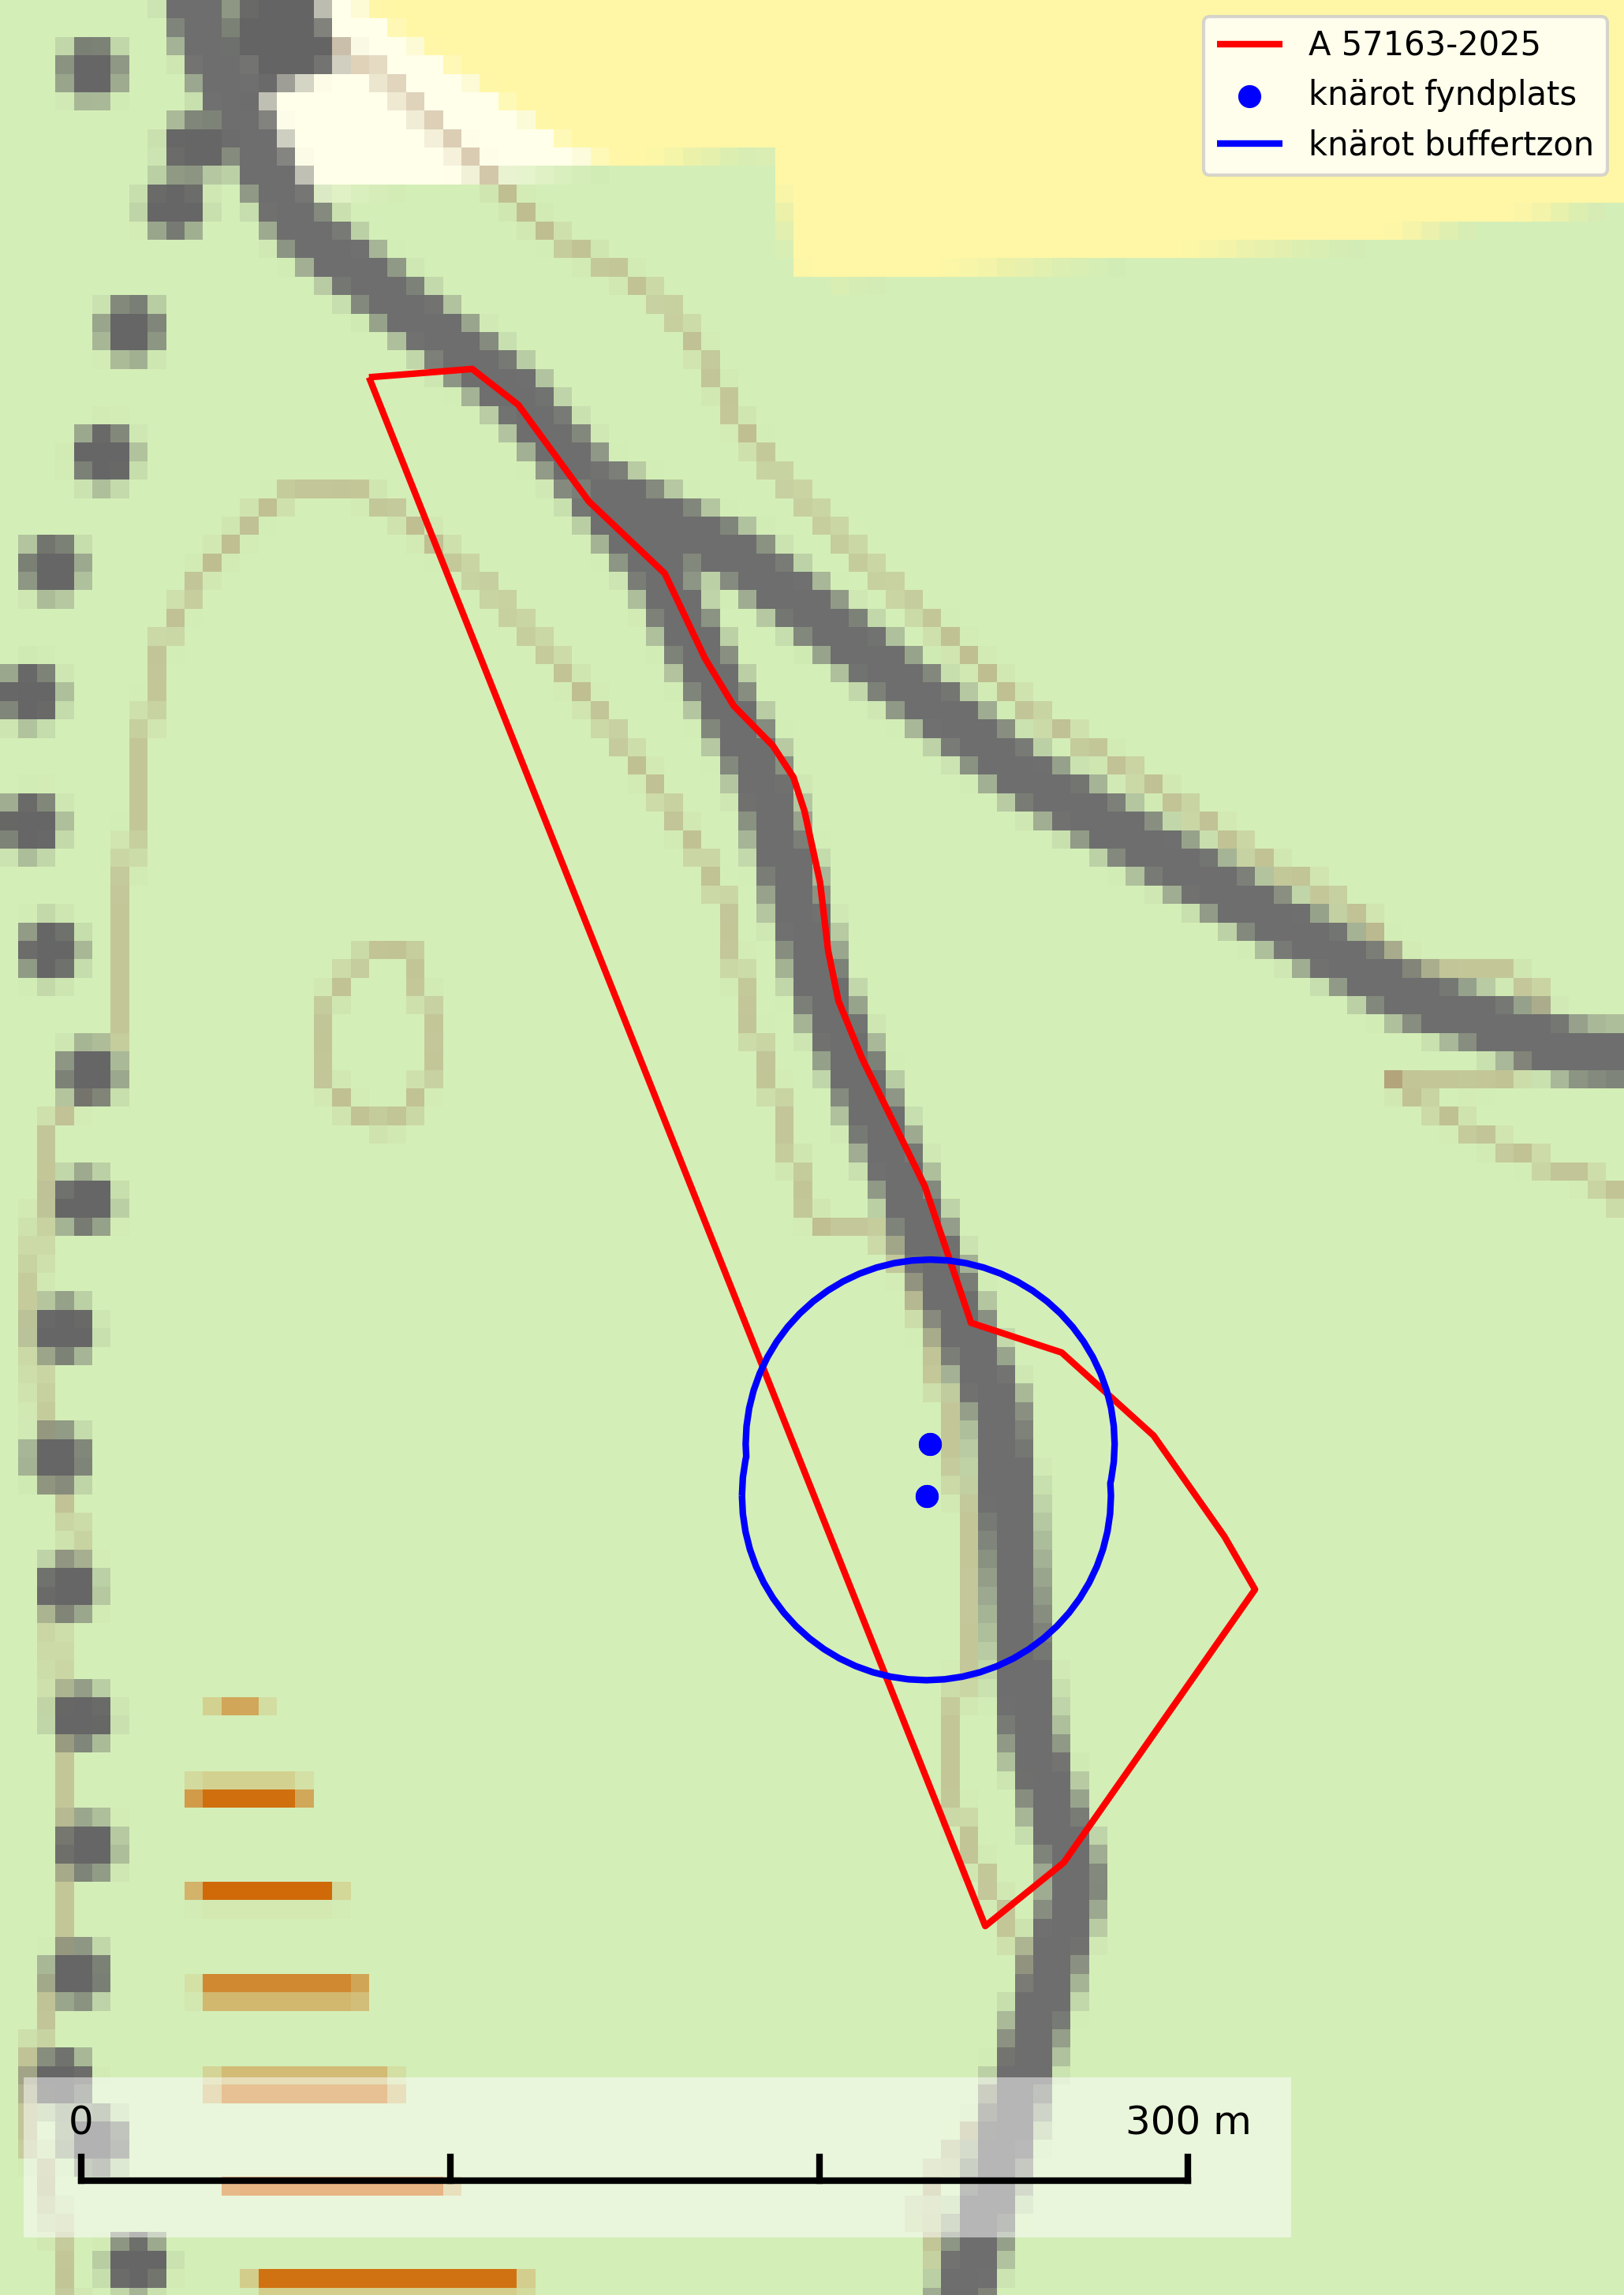 A 57163-2025
knärot fyndplats
knärot buffertzon
0 300 m